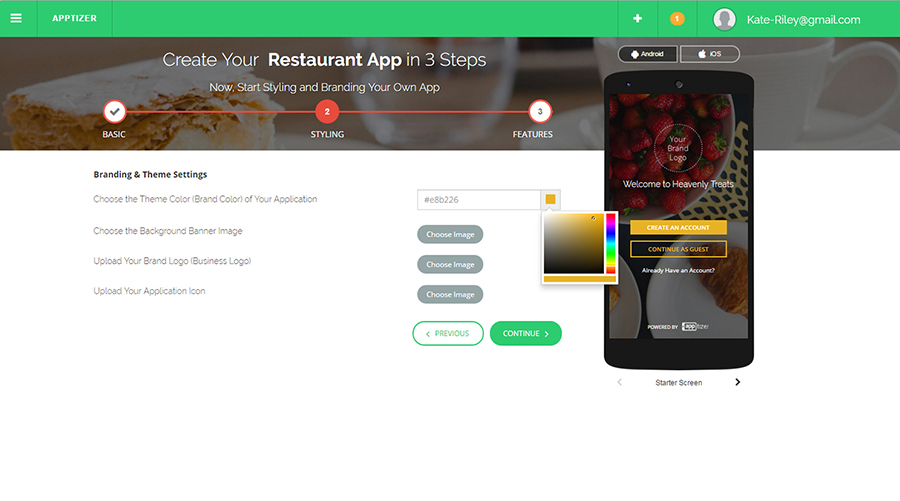 APPTIZER
1
Kate-Riley@gmail.com
Create Your Restaurant App in 3 Steps
Now, Start Styling and Branding Your Own App
2
3
BASIC
STYLING
FEATURES
Android
iOS
Branding & Theme Settings
Choose the Theme Color (Brand Color) of Your Application
#e8b226
Choose the Background Banner Image
Choose Image
Upload Your Brand Logo (Business Logo)
Choose Image
Upload Your Application Icon
Choose Image
PREVIOUS
CONTINUE
Your
Brand
Logo
Welcome to Heavenly Treats
CREATE AN ACCOUNT
CONTINUE AS GUEST
Already Have an Account?
POWERED BY apptizer
Starter Screen